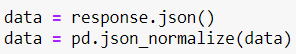 data = response.json()
data = pd.json_normalize(data)